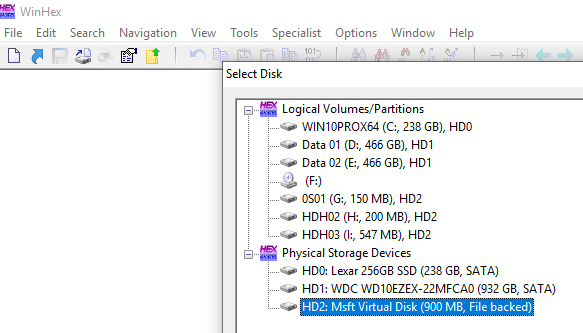 WinHex
File Edit Search Navigation View Tools Specialist Options Window Help
Select Disk
Logical Volumes/Partitions
WIN10PROX64 (C:, 238 GB), HD0
Data 01 (D:, 466 GB), HD1
Data 02 (E:, 466 GB), HD1
(F:)
0S01 (G:, 150 MB), HD2
HDH02 (H:, 200 MB), HD2
HDH03 (I:, 547 MB), HD2
Physical Storage Devices
HD0: Lexar 256GB SSD (238 GB, SATA)
HD1: WDC WD10EZEX-22MFCA0 (932 GB, SATA)
HD2: Msft Virtual Disk (900 MB, File backed)